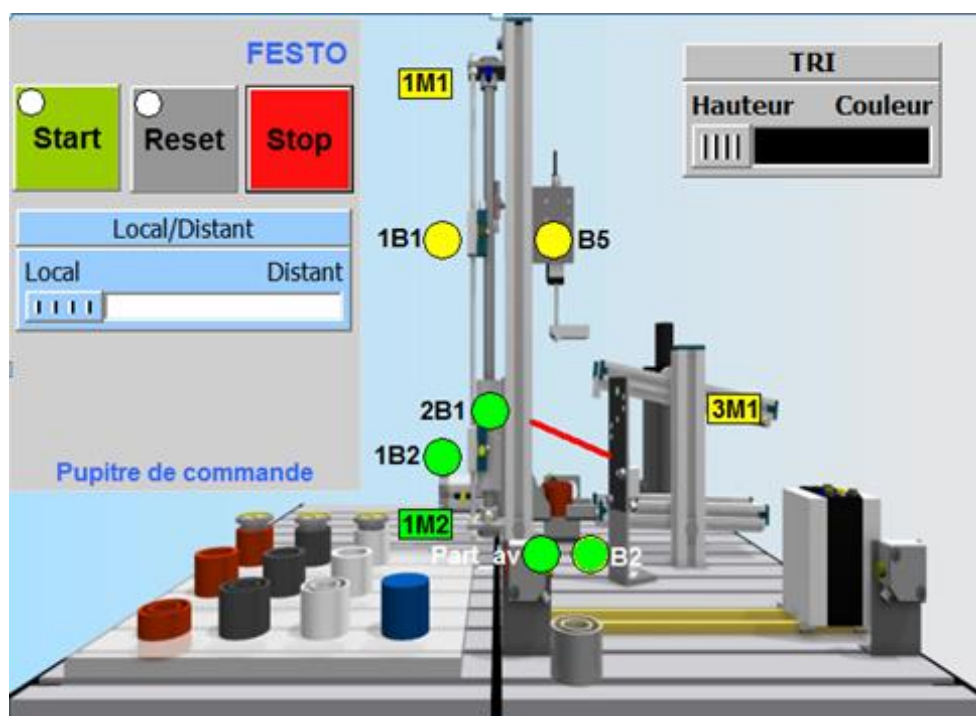 FESTO
Start
Reset
Stop
Local/Distant
Local
Distant
Pupitre de commande
TRI
Hauteur
Couleur
1M1
1B1
B5
2B1
3M1
1B2
1M2
Part_av
B2